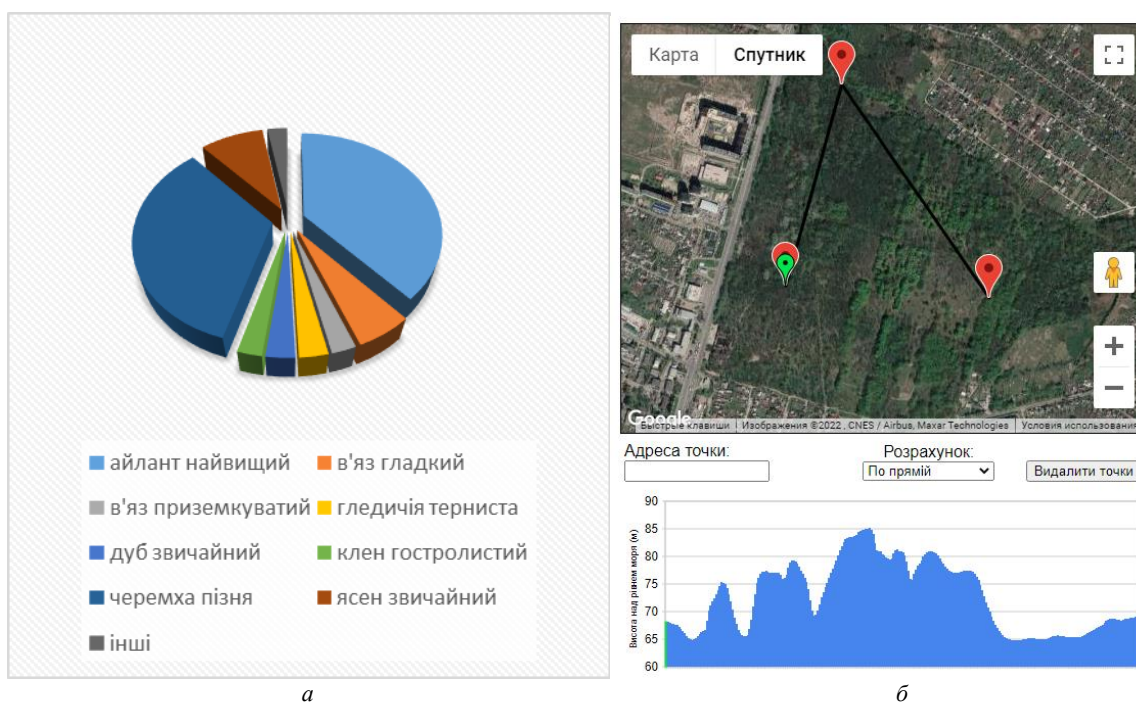 айлант найвищий
в'яз гладкий
в'яз приземкуватий
гледичія терниста
дуб звичайний
клен гостролистий
черемха пізня
ясен звичайний
інші
а
Карта
Спутник
Google
Быстрые клавиши
Изображения ©2022 , CNES / Airbus, Maxar Technologies
Условия использования
Адреса точки:
Розрахунок:
По прямій
Видалити точки
Висота над рівнем моря (м)
90
85
80
75
70
65
60
б